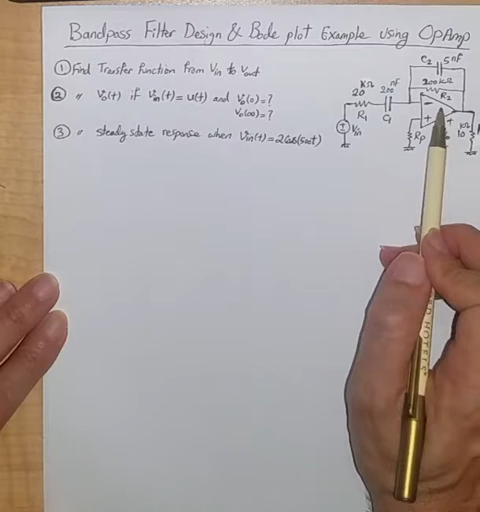 Bandpass Filter Design & Bode plot Example using OpAmp
① Find Transfer function from Vin to Vout
② 〃 Vo(t) if Vin(t)=u(t) and Vo(0)=?
Vo(∞)=?
③ 〃 steady state response when Vin(t)=2Cos(500t)
C2 5nF
200KΩ
R2
KΩ
20
R1
nF
200
C1
Vin
−
+
Rp
+
KΩ
10